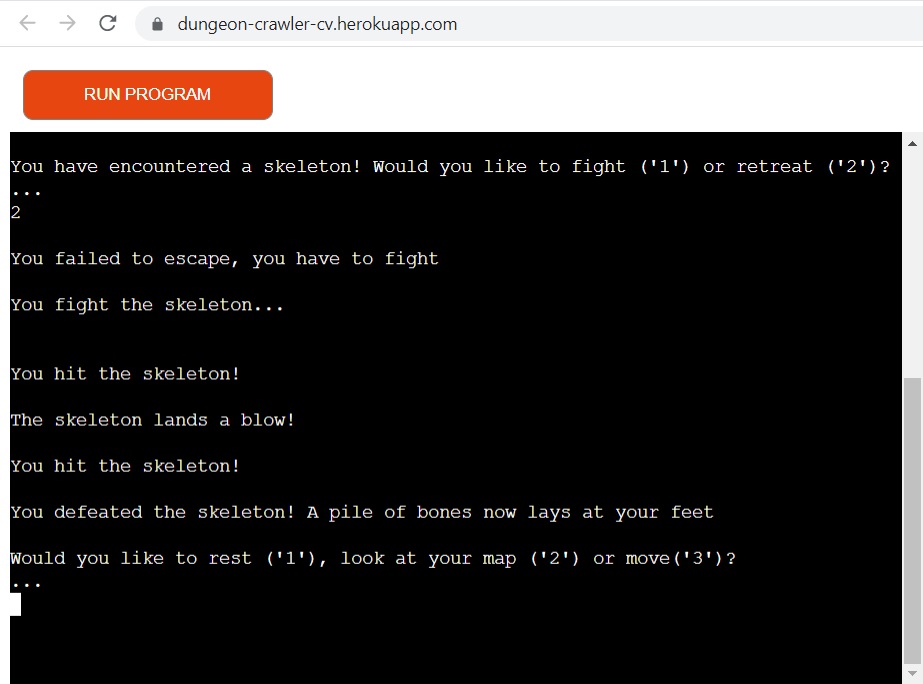 dungeon-crawler-cv.herokuapp.com
RUN PROGRAM
You have encountered a skeleton! Would you like to fight ('1') or retreat ('2')?
...
2
You failed to escape, you have to fight
You fight the skeleton...
You hit the skeleton!
The skeleton lands a blow!
You hit the skeleton!
You defeated the skeleton! A pile of bones now lays at your feet
Would you like to rest ('1'), look at your map ('2') or move('3')?
...